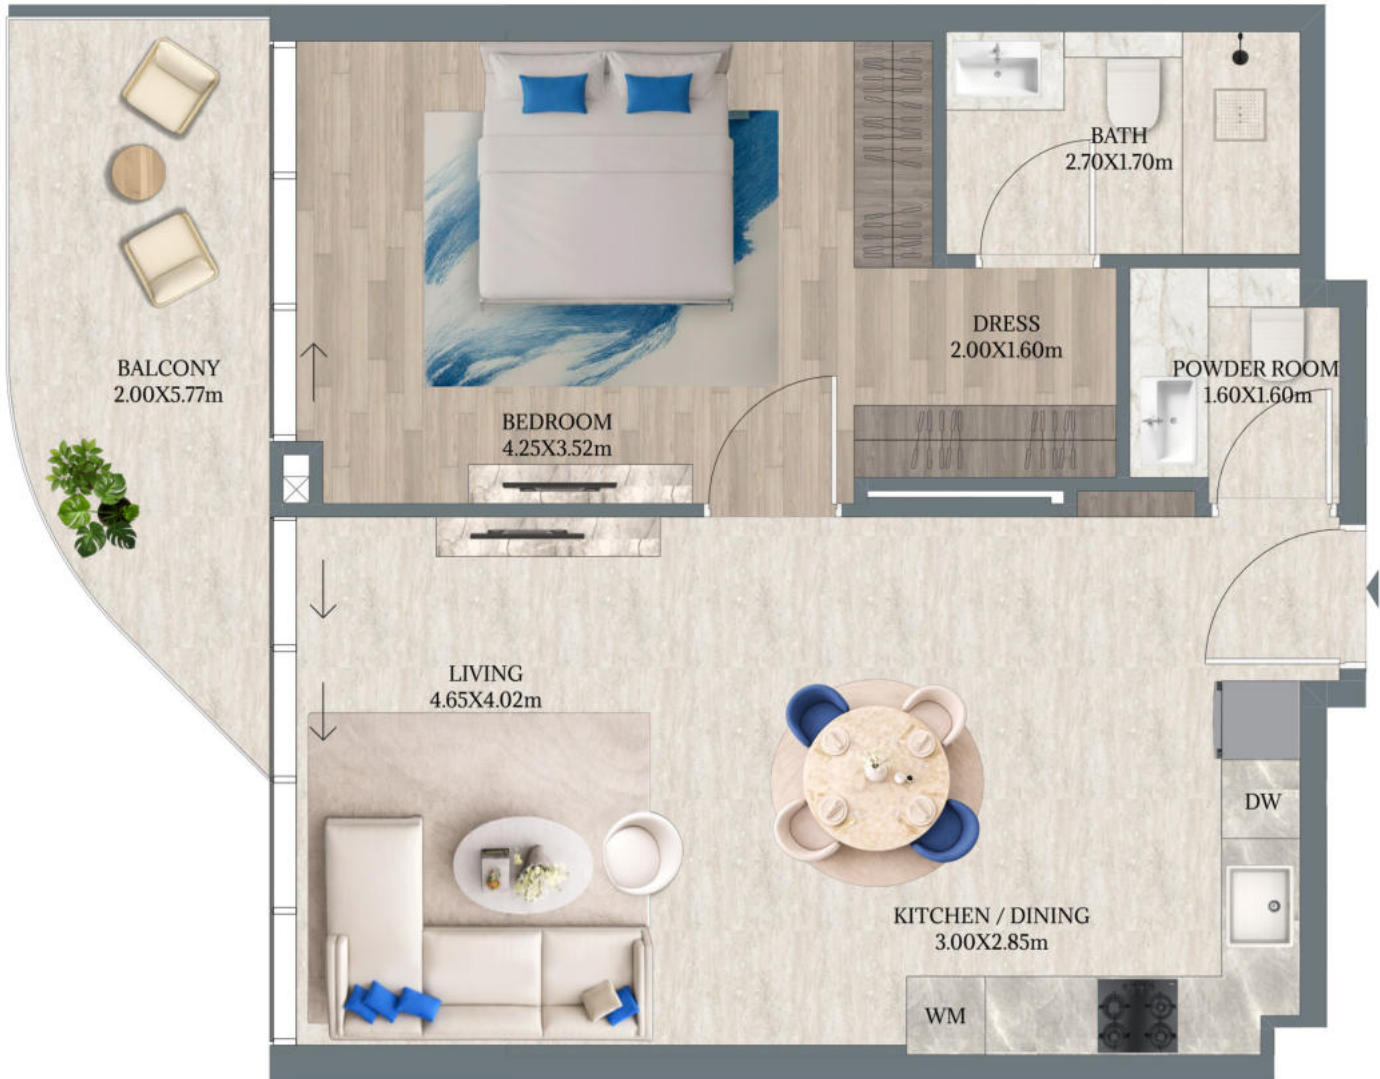 BATH
2.70X1.70m
DRESS
2.00X1.60m
POWDER ROOM
1.60X1.60m
BALCONY
2.00X5.77m
BEDROOM
4.25X3.52m
LIVING
4.65X4.02m
DW
KITCHEN / DINING
3.00X2.85m
WM